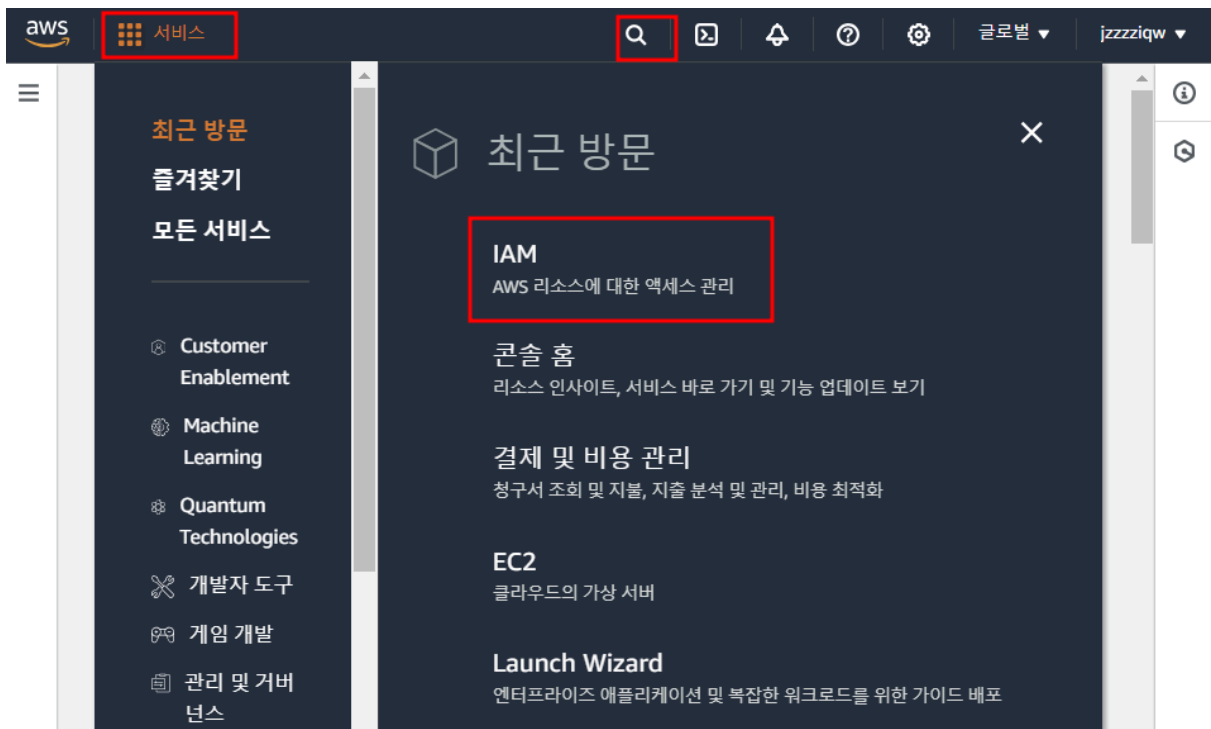 aws
서비스
글로벌 ▼
jzzzziqw ▼
최근 방문
즐겨찾기
모든 서비스
Customer
Enablement
Machine
Learning
Quantum
Technologies
개발자 도구
게임 개발
관리 및 거버
넌스
최근 방문
IAM
AWS 리소스에 대한 액세스 관리
콘솔 홈
리소스 인사이트, 서비스 바로 가기 및 기능 업데이트 보기
결제 및 비용 관리
청구서 조회 및 지불, 지출 분석 및 관리, 비용 최적화
EC2
클라우드의 가상 서버
Launch Wizard
엔터프라이즈 애플리케이션 및 복잡한 워크로드를 위한 가이드 배포